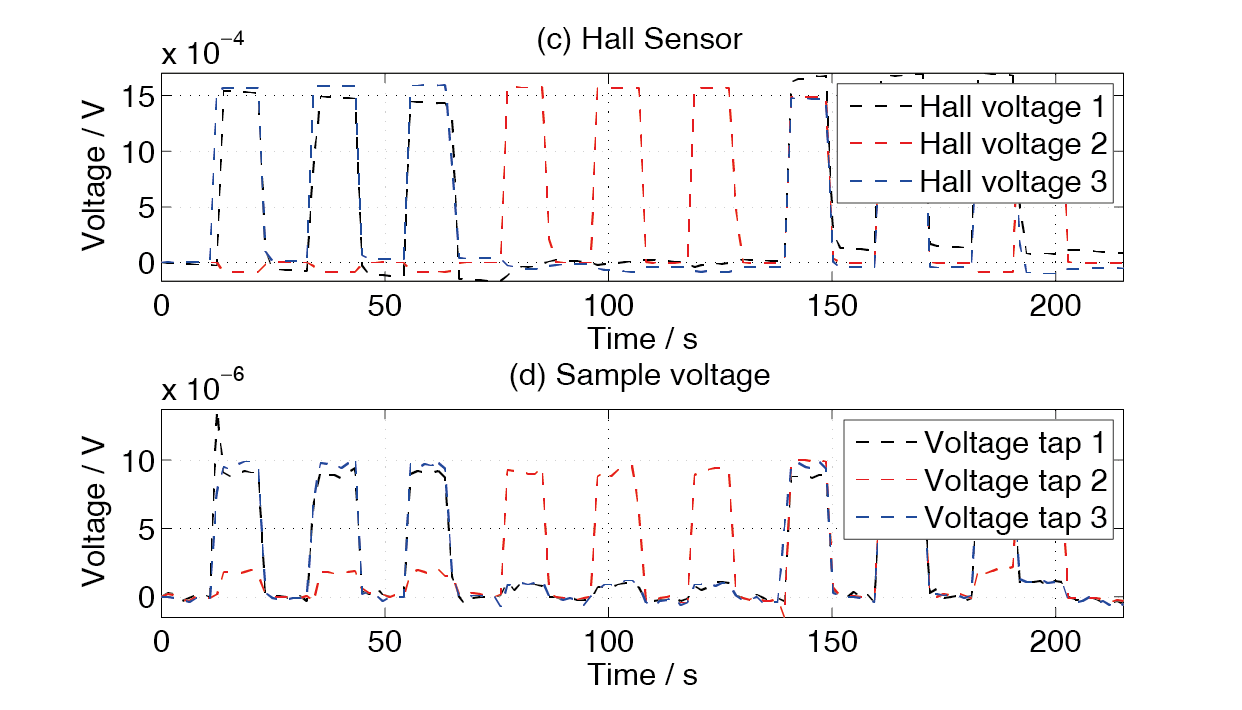 (c) Hall Sensor
x 10⁻⁴
Voltage / V
15
10
5
0
Hall voltage 1
Hall voltage 2
Hall voltage 3
0 50 100 150 200
Time / s
(d) Sample voltage
x 10⁻⁶
Voltage / V
10
5
0
Voltage tap 1
Voltage tap 2
Voltage tap 3
0 50 100 150 200
Time / s